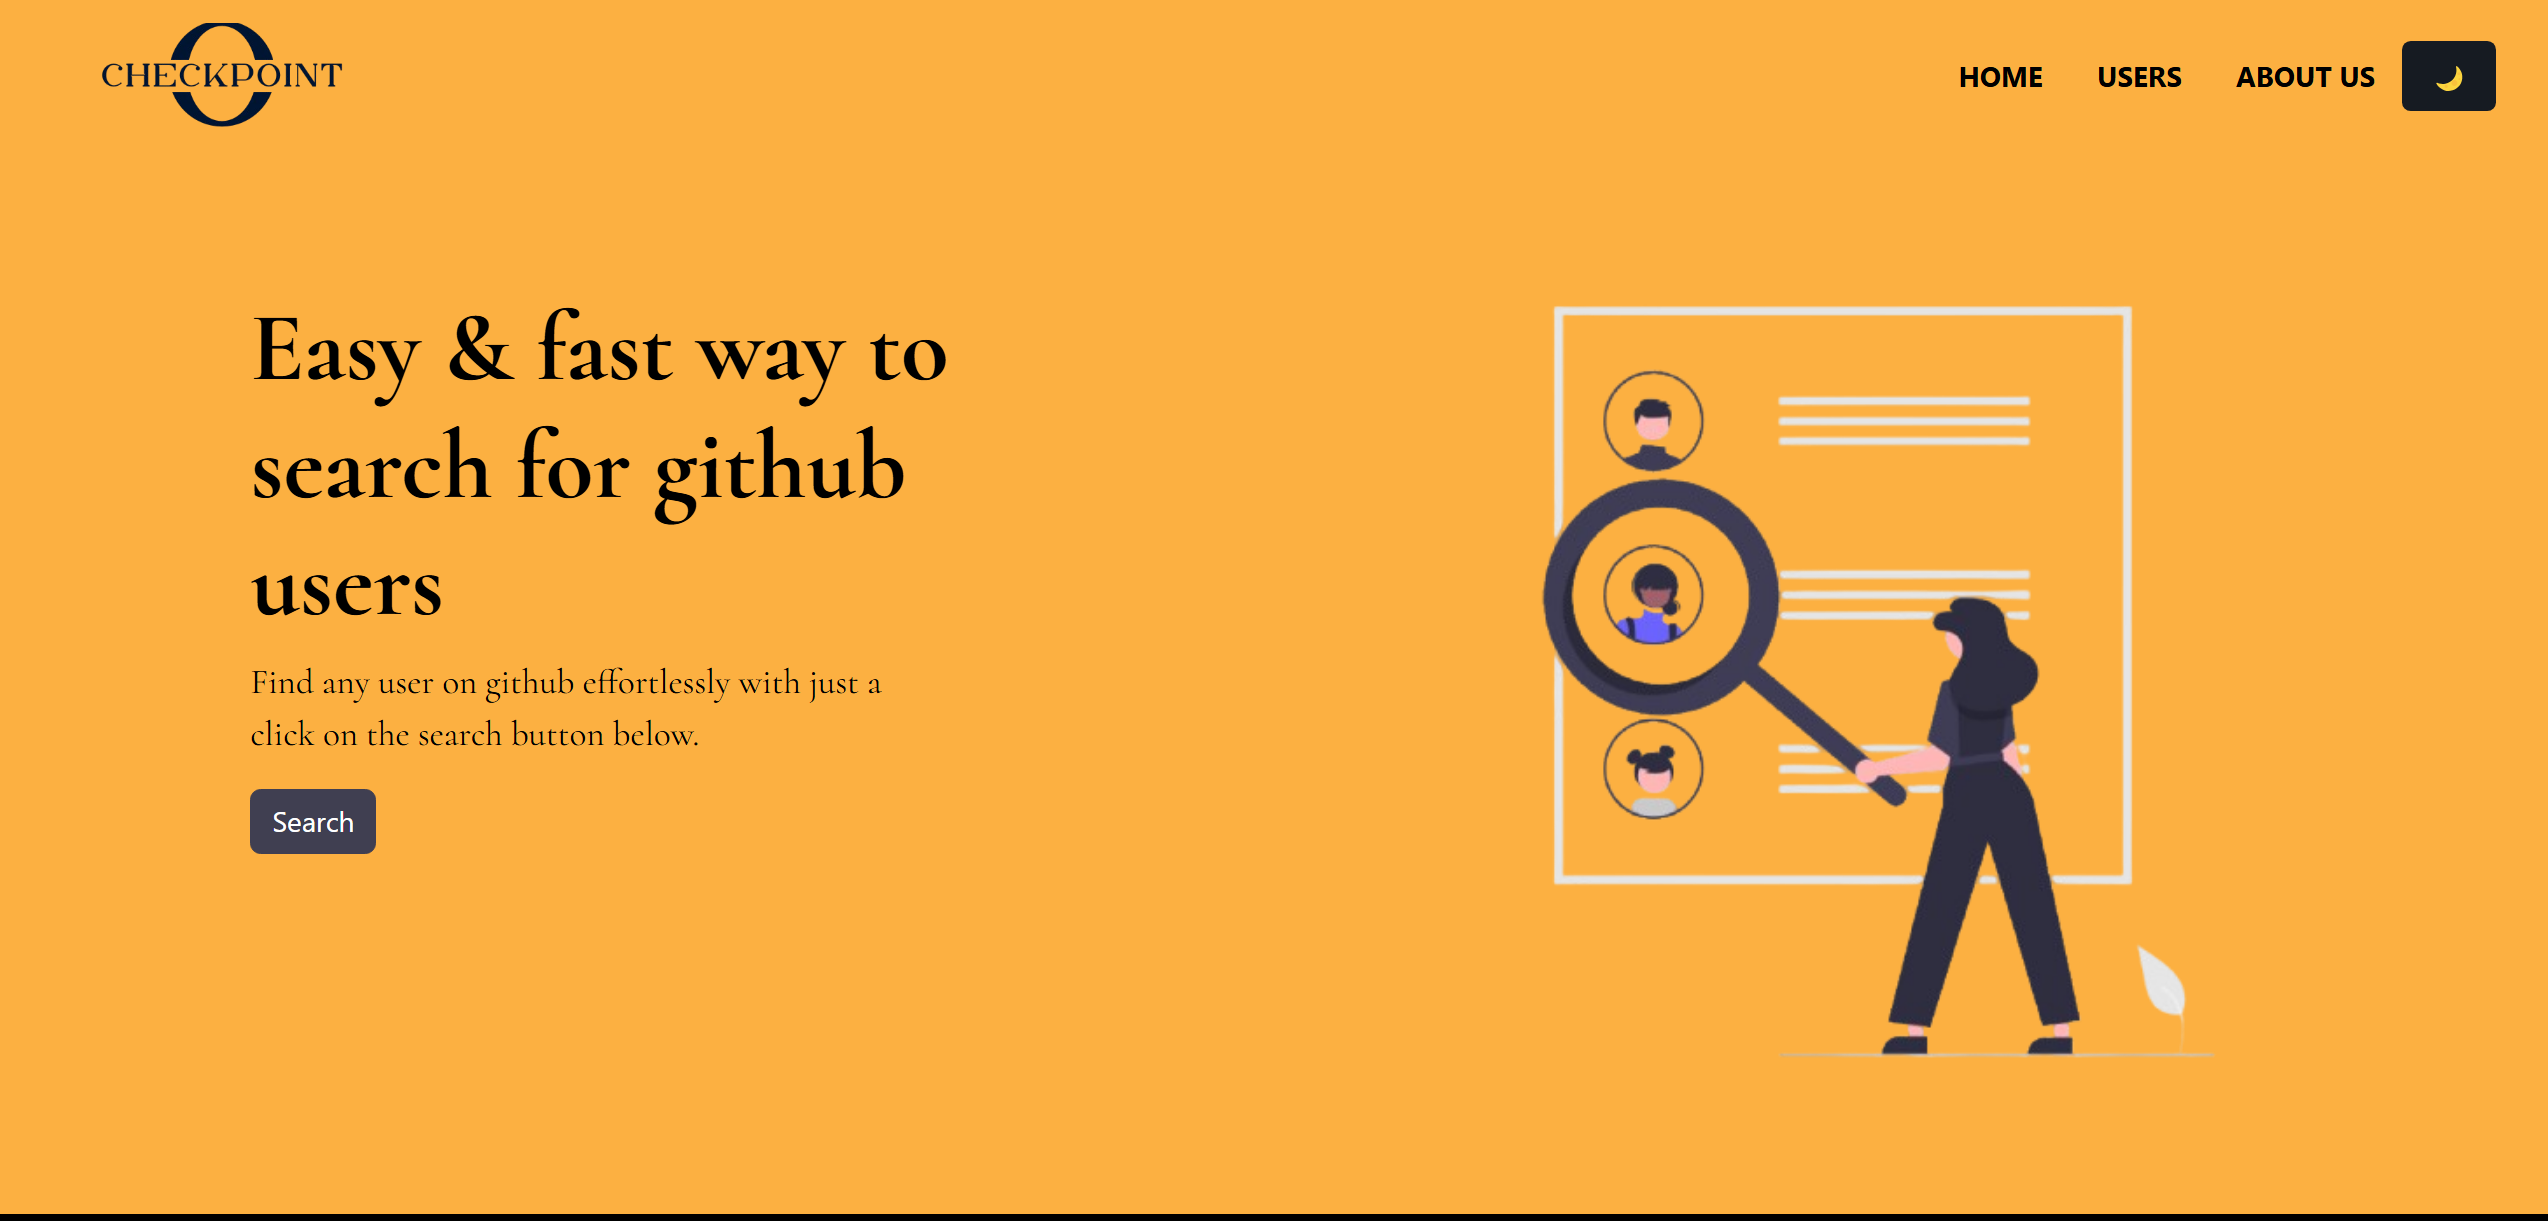 CHECKPOINT
HOME USERS ABOUT US
Easy & fast way to
search for github
users
Find any user on github effortlessly with just a
click on the search button below.
Search